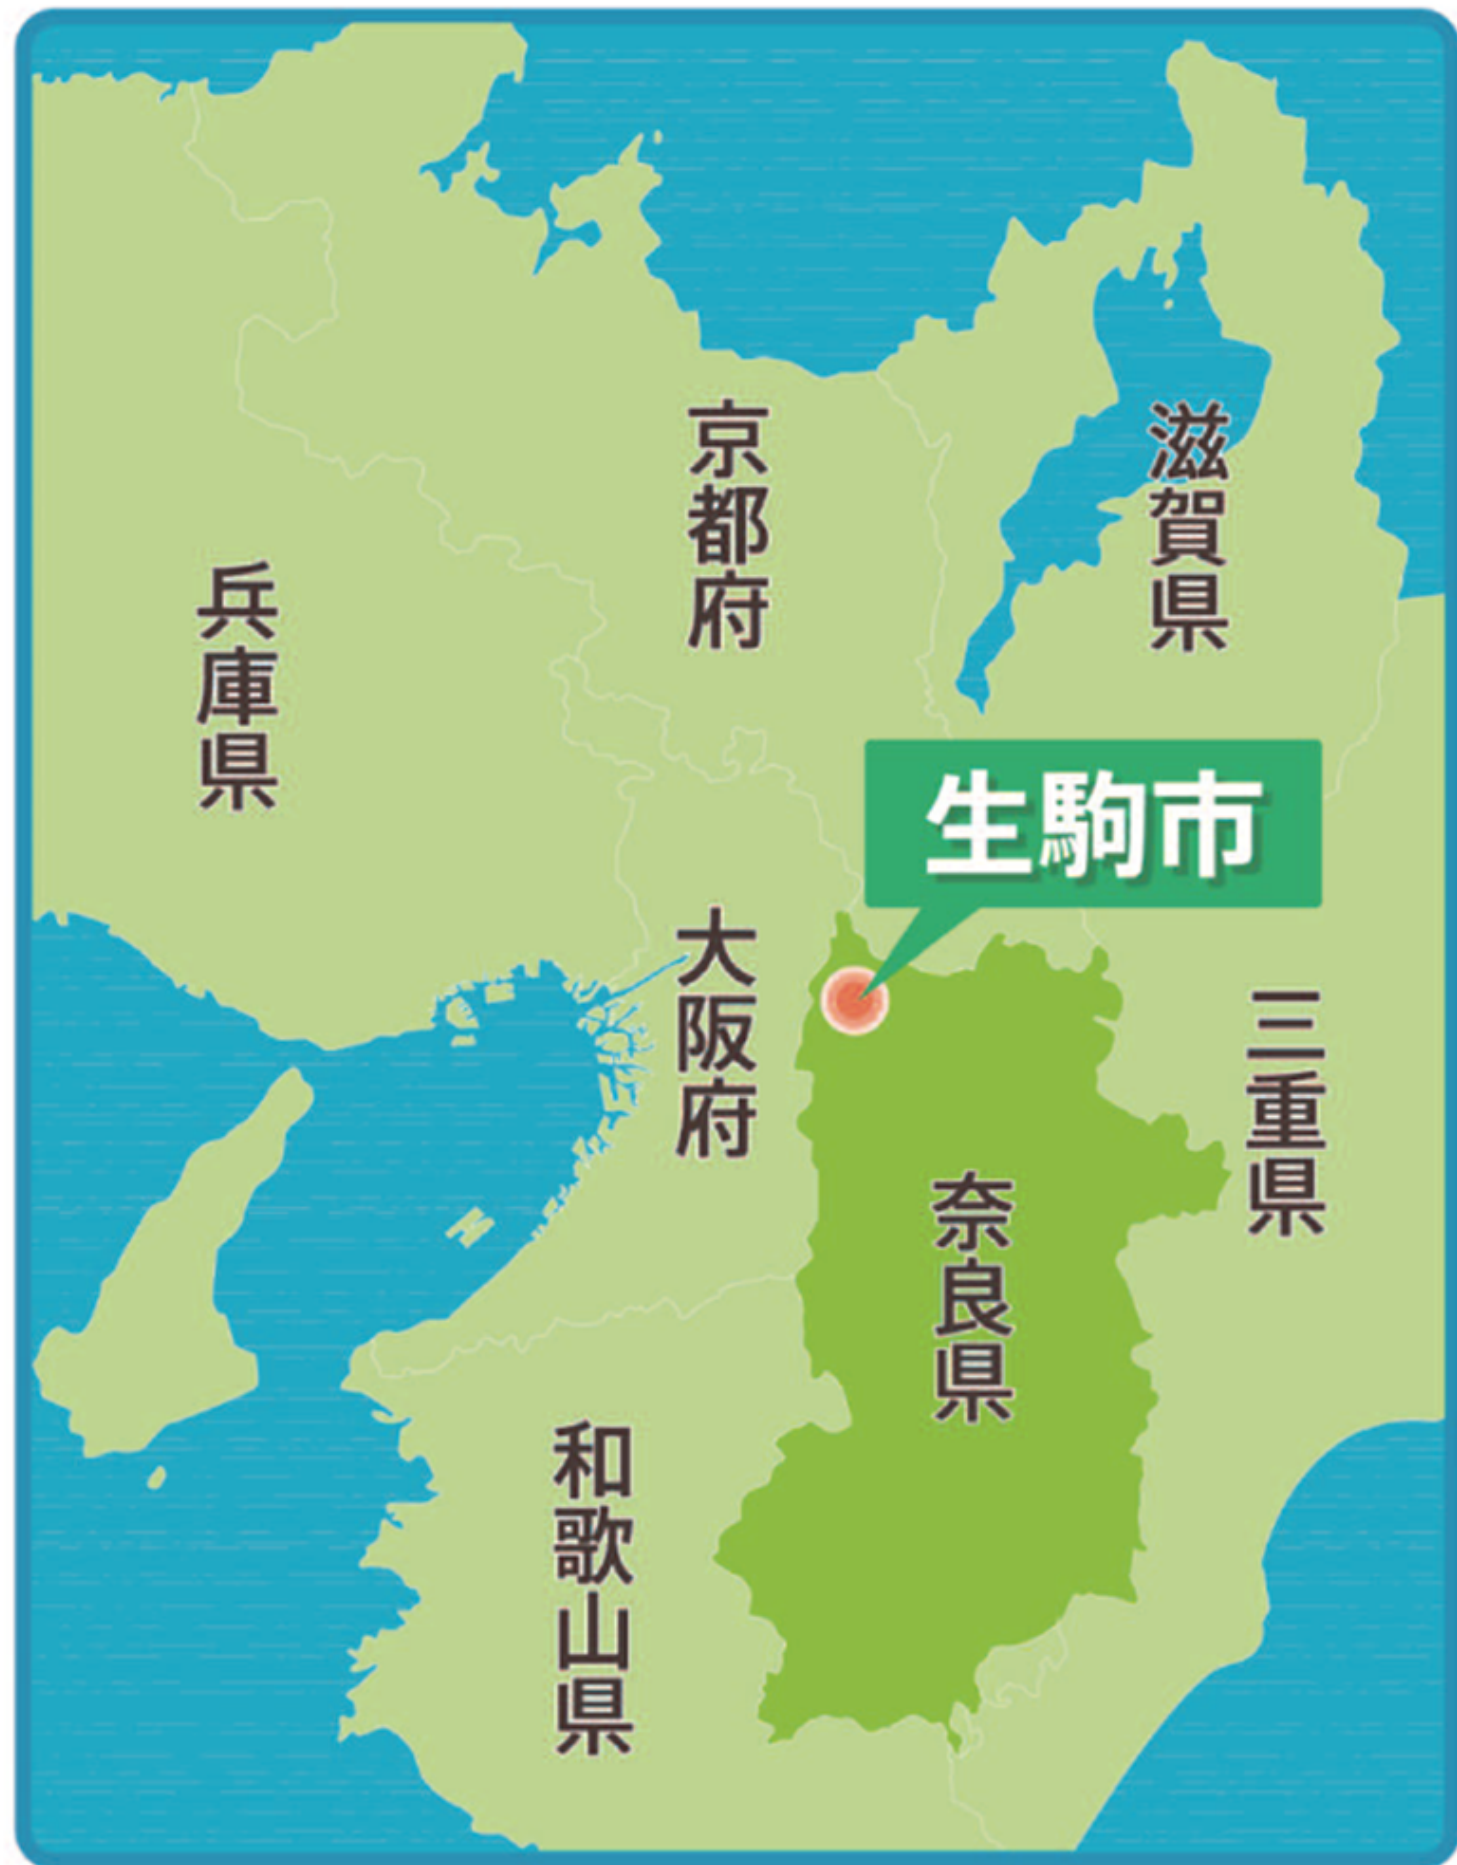 京都府
滋賀県
兵庫県
生駒市
大阪府
三重県
奈良県
和歌山県